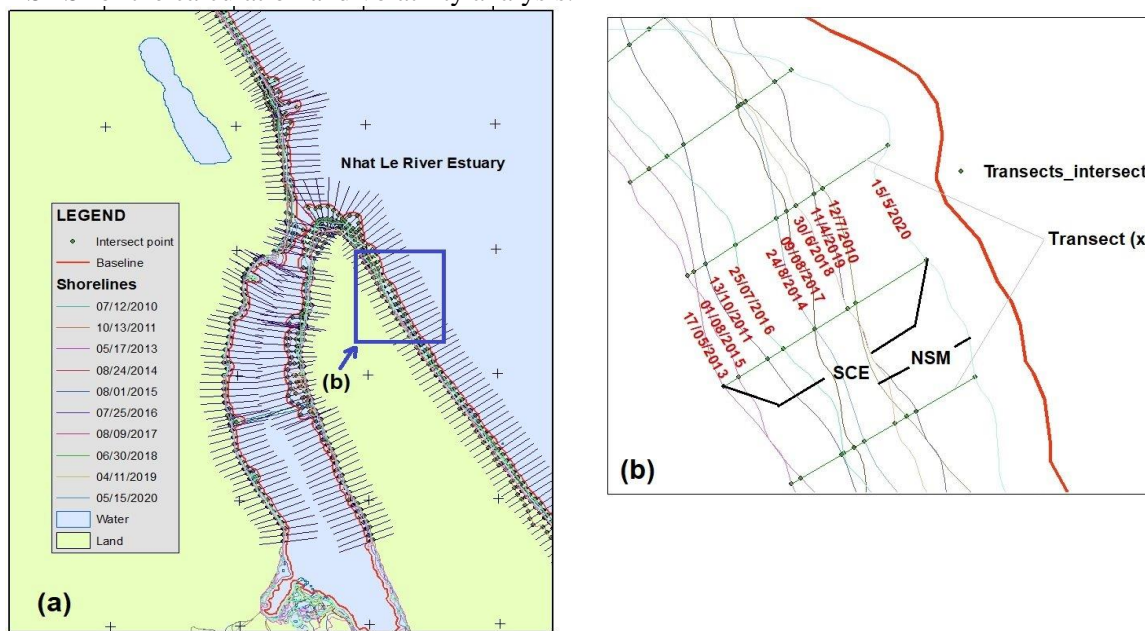 Nhat Le River Estuary
LEGEND
Intersect point
Baseline
Shorelines
07/12/2010
10/13/2011
05/17/2013
08/24/2014
08/01/2015
07/25/2016
08/09/2017
06/30/2018
04/11/2019
05/15/2020
Water
Land
(b)
(a)
Transects_intersect
Transect (x
15/5/2020
12/7/2010
11/4/2019
30/6/2018
09/08/2017
24/8/2014
25/07/2016
13/10/2011
01/08/2015
17/05/2013
SCE
NSM
(b)